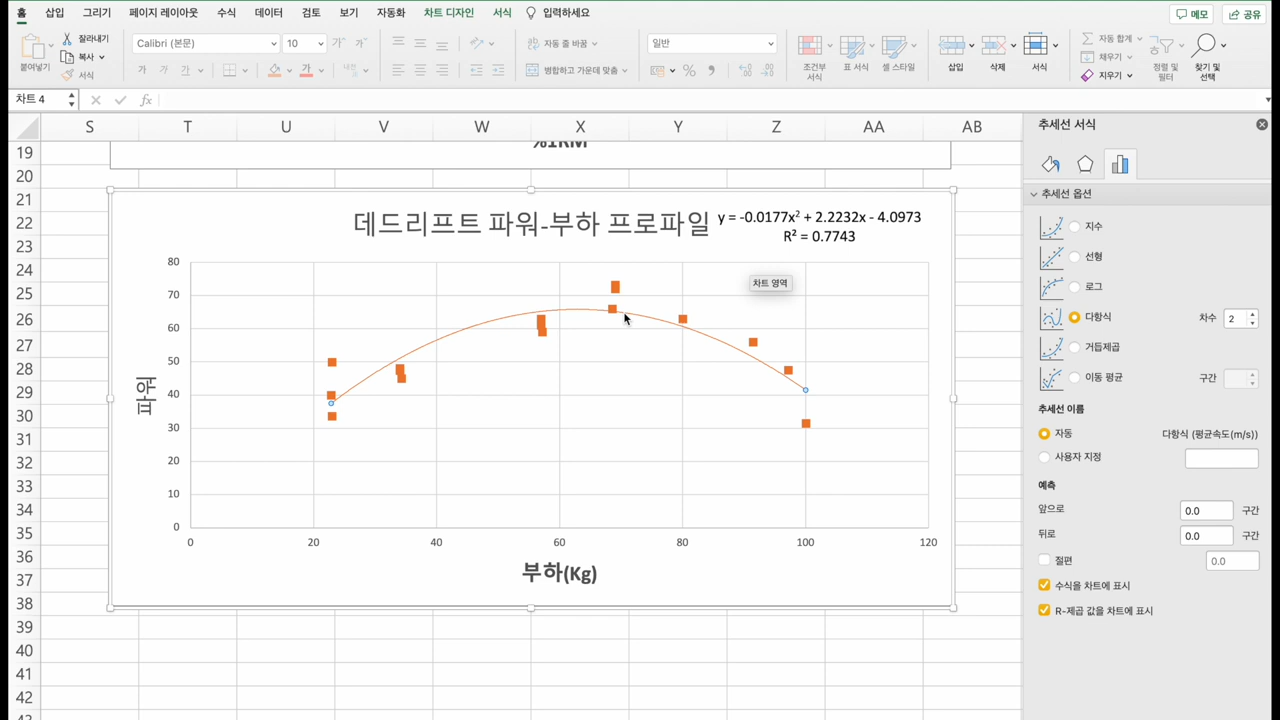 홈 삽입 그리기 페이지 레이아웃 수식 데이터 검토 보기 자동화 차트 디자인 서식 입력하세요 메모 공유
붙여넣기 잘라내기 복사 서식
Calibri (본문) 10
가 가 가 가 가 가
자동 줄 바꿈
병합하고 가운데 맞춤
일반
%
조건부 서식
표 서식
셀 스타일
삽입
삭제
서식
자동 합계
채우기
지우기
정렬 및 필터
찾기 및 선택
차트 4 fx
S T U V W X Y Z AA AB
19
20
21
22
23
24
25
26
27
28
29
30
31
32
33
34
35
36
37
38
39
40
41
42
%1RM
데드리프트 파워-부하 프로파일
y = -0.0177x² + 2.2232x - 4.0973
R² = 0.7743
차트 영역
80
70
60
50
40
30
20
10
0
파워
0 20 40 60 80 100 120
부하(Kg)
추세선 서식
추세선 옵션
지수
선형
로그
다항식 차수 2
거듭제곱
이동 평균 구간
추세선 이름
자동 다항식 (평균속도(m/s))
사용자 지정
예측
앞으로 0.0 구간
뒤로 0.0 구간
절편 0.0
수식을 차트에 표시
R-제곱 값을 차트에 표시